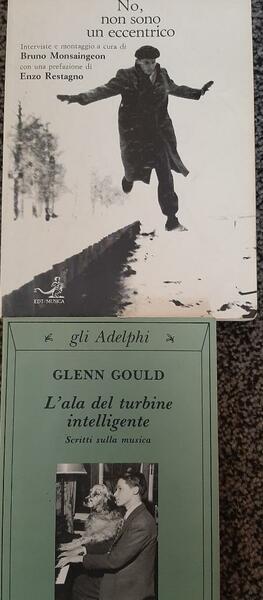 No,
non sono
un eccentrico
Interviste e montaggio a cura di
Bruno Monsaingeon
con una prefazione di
Enzo Restagno
EDT/MUSICA
gli Adelphi
GLENN GOULD
L'ala del turbine
intelligente
Scritti sulla musica